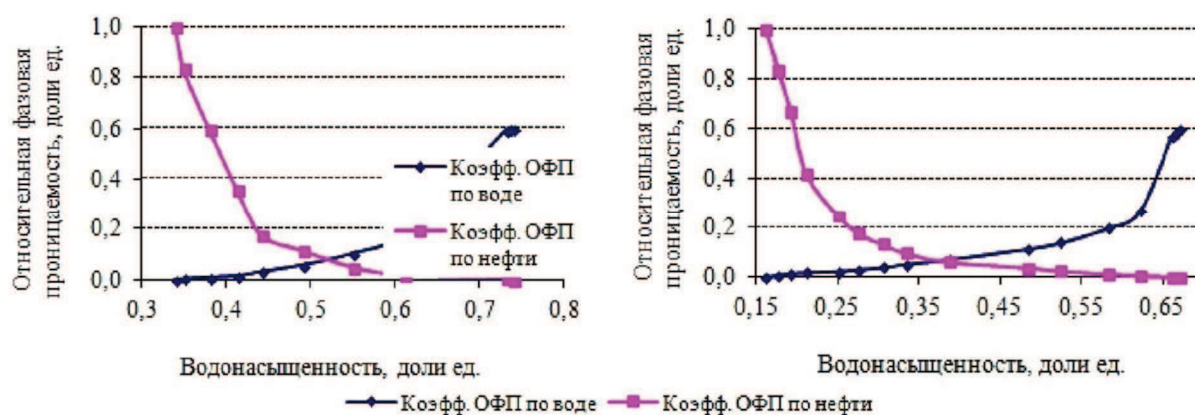 Относительная фазовая
проницаемость, доли ед.
1,0
0,8
0,6
0,4
0,2
0,0
0,3
0,4
0,5
0,6
0,7
0,8
Коэфф. ОФП
по воде
Коэфф. ОФП
по нефти
Водонасыщенность, доли ед.
Относительная фазовая
проницаемость, доли ед.
1,0
0,8
0,6
0,4
0,2
0,0
0,15
0,25
0,35
0,45
0,55
0,65
Водонасыщенность, доли ед.
Коэфф. ОФП по воде
Коэфф. ОФП по нефти